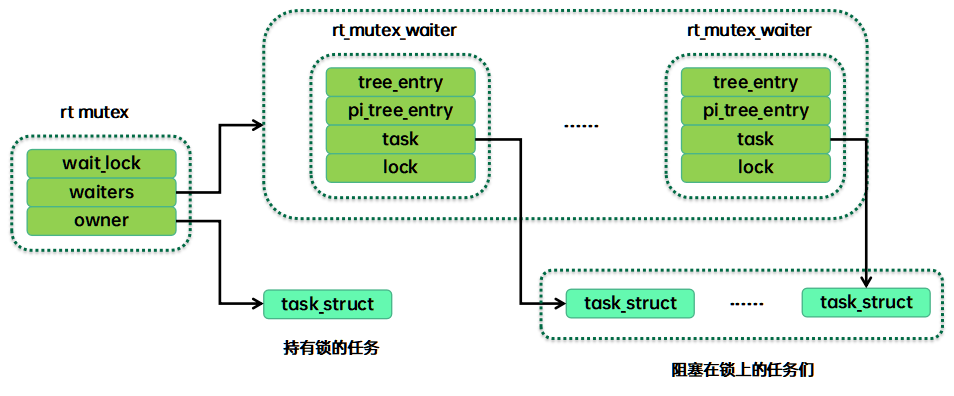 rt_mutex_waiter
rt_mutex_waiter
tree_entry
pi_tree_entry
task
lock
......
tree_entry
pi_tree_entry
task
lock
rt mutex
wait_lock
waiters
owner
task_struct
持有锁的任务
task_struct
......
task_struct
阻塞在锁上的任务们